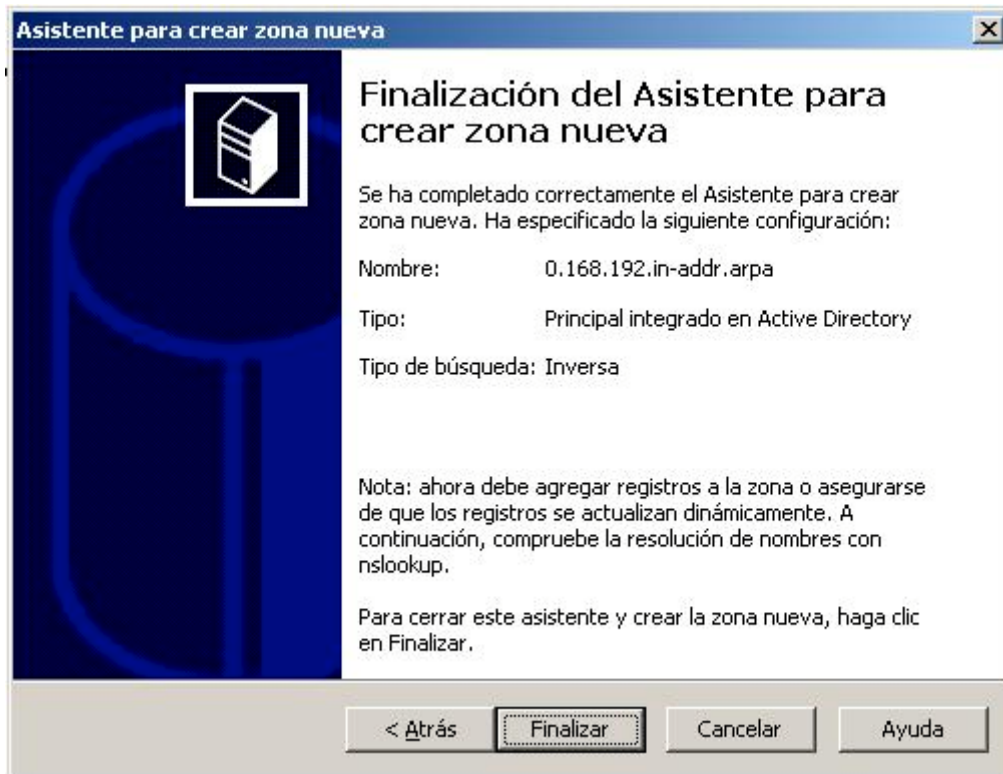 Asistente para crear zona nueva
Finalización del Asistente para
crear zona nueva
Se ha completado correctamente el Asistente para crear
zona nueva. Ha especificado la siguiente configuración:
Nombre: 0.168.192.in-addr.arpa
Tipo: Principal integrado en Active Directory
Tipo de búsqueda: Inversa
Nota: ahora debe agregar registros a la zona o asegurarse
de que los registros se actualizan dinámicamente. A
continuación, compruebe la resolución de nombres con
nslookup.
Para cerrar este asistente y crear la zona nueva, haga clic
en Finalizar.
< Atrás Finalizar Cancelar Ayuda